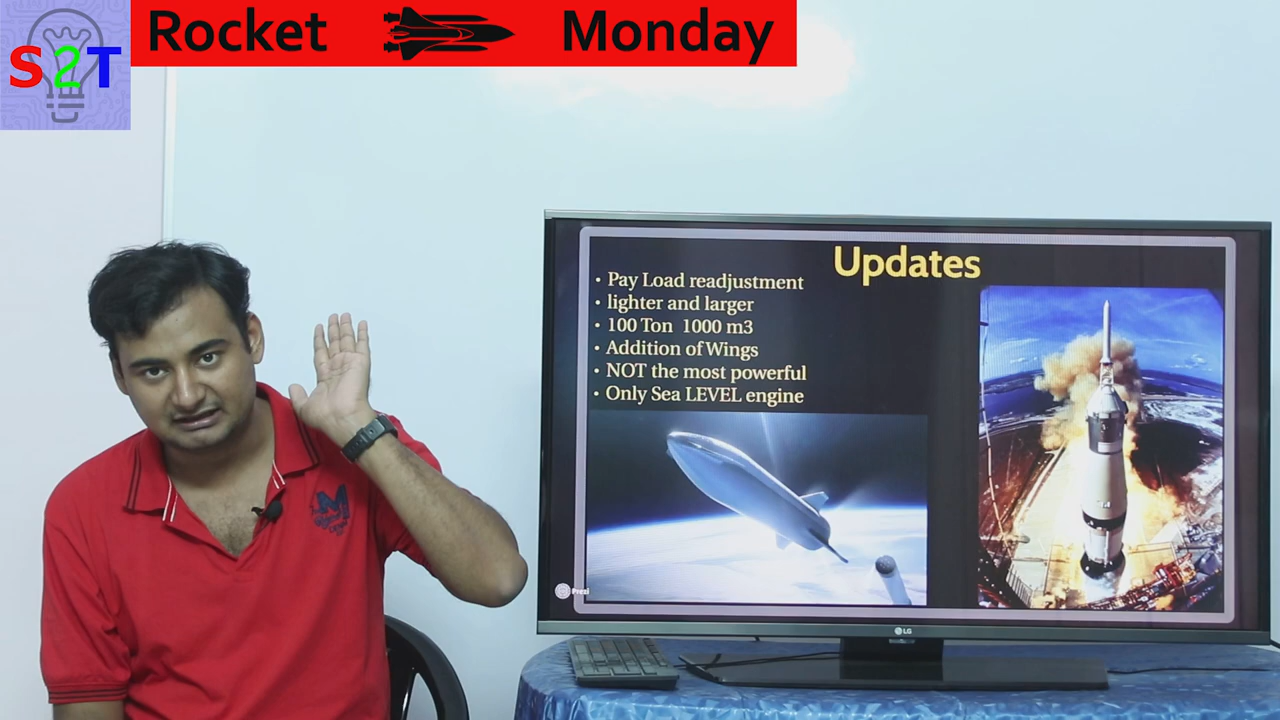 Rocket Monday
S2T
Updates
• Pay Load readjustment
• lighter and larger
• 100 Ton 1000 m3
• Addition of Wings
• NOT the most powerful
• Only Sea LEVEL engine
Prezi
LG
M